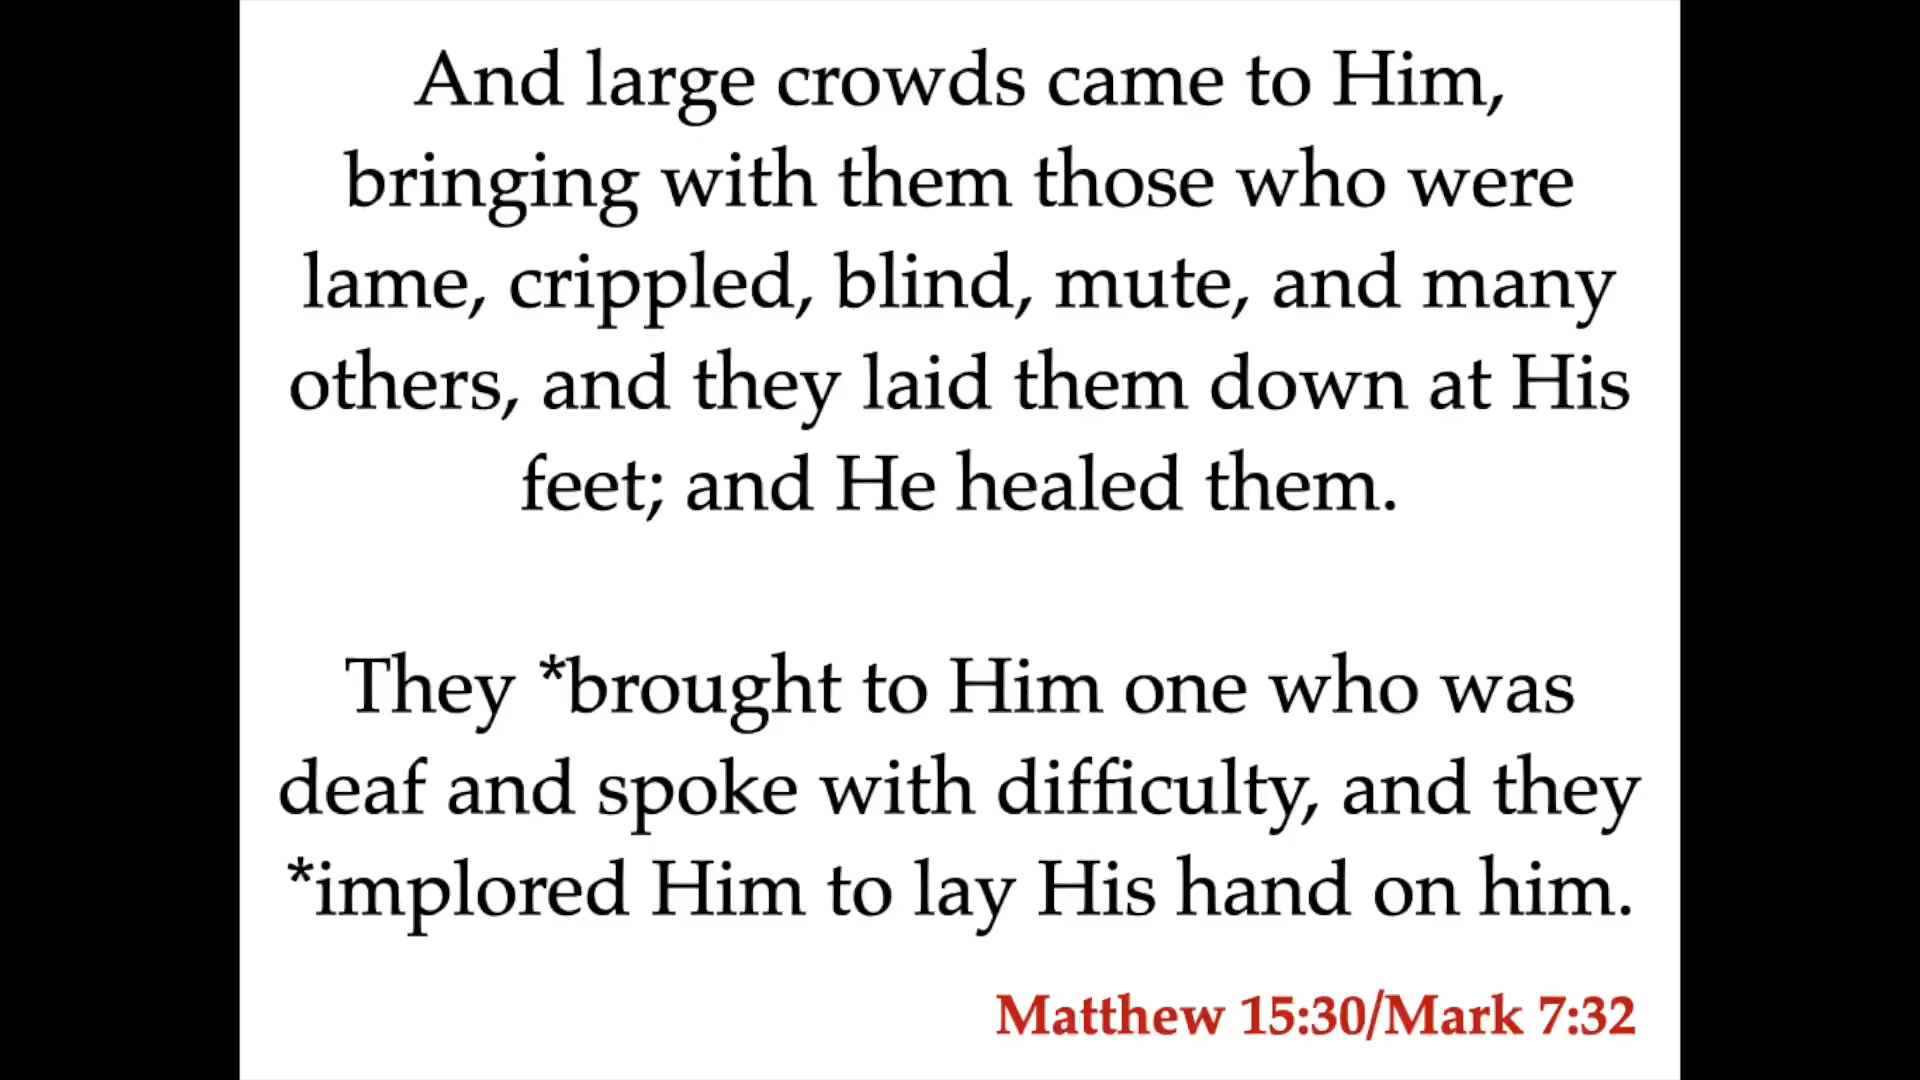 And large crowds came to Him,
bringing with them those who were
lame, crippled, blind, mute, and many
others, and they laid them down at His
feet; and He healed them.
They *brought to Him one who was
deaf and spoke with difficulty, and they
*implored Him to lay His hand on him.
Matthew 15:30/Mark 7:32